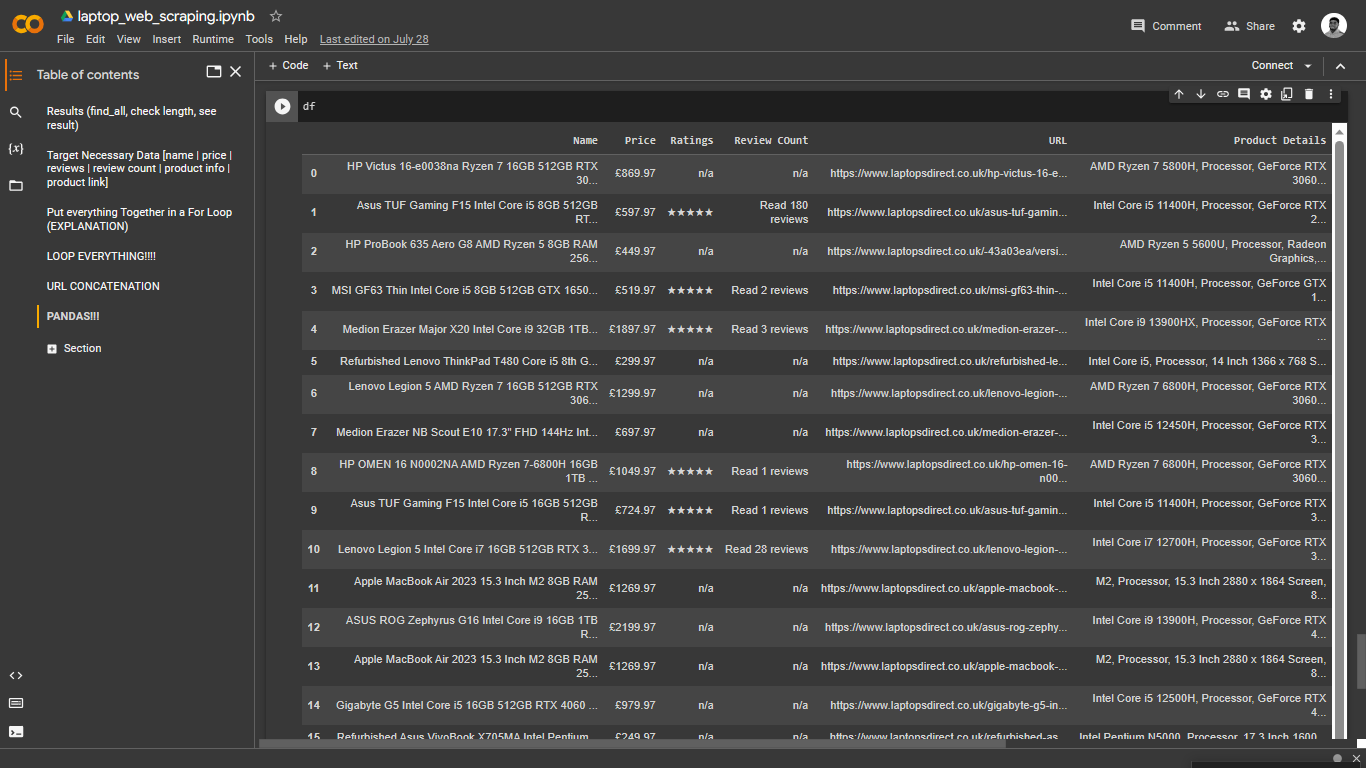 laptop_web_scraping.ipynb
File Edit View Insert Runtime Tools Help Last edited on July 28
Comment Share
Table of contents
Results (find_all, check length, see
result)
Target Necessary Data [name | price |
reviews | review count | product info |
product link]
Put everything Together in a For Loop
(EXPLANATION)
LOOP EVERYTHING!!!!
URL CONCATENATION
PANDAS!!!
Section
{x}
+ Code + Text
Connect
df
Name Price Ratings Review COunt URL Product Details
0 HP Victus 16-e0038na Ryzen 7 16GB 512GB RTX
30... £869.97 n/a n/a https://www.laptopsdirect.co.uk/hp-victus-16-e... AMD Ryzen 7 5800H, Processor, GeForce RTX
3060...
1 Asus TUF Gaming F15 Intel Core i5 8GB 512GB
RT... £597.97 ★★★★★ Read 180
reviews https://www.laptopsdirect.co.uk/asus-tuf-gamin... Intel Core i5 11400H, Processor, GeForce RTX
2...
2 HP ProBook 635 Aero G8 AMD Ryzen 5 8GB RAM
256... £449.97 n/a n/a https://www.laptopsdirect.co.uk/-43a03ea/versi... AMD Ryzen 5 5600U, Processor, Radeon
Graphics,...
3 MSI GF63 Thin Intel Core i5 8GB 512GB GTX 1650... £519.97 ★★★★★ Read 2 reviews https://www.laptopsdirect.co.uk/msi-gf63-thin-... Intel Core i5 11400H, Processor, GeForce GTX
1...
4 Medion Erazer Major X20 Intel Core i9 32GB 1TB... £1897.97 ★★★★★ Read 3 reviews https://www.laptopsdirect.co.uk/medion-erazer-... Intel Core i9 13900HX, Processor, GeForce RTX
...
5 Refurbished Lenovo ThinkPad T480 Core i5 8th G... £299.97 n/a n/a https://www.laptopsdirect.co.uk/refurbished-le... Intel Core i5, Processor, 14 Inch 1366 x 768 S...
6 Lenovo Legion 5 AMD Ryzen 7 16GB 512GB RTX
306... £1299.97 n/a n/a https://www.laptopsdirect.co.uk/lenovo-legion-... AMD Ryzen 7 6800H, Processor, GeForce RTX
3060...
7 Medion Erazer NB Scout E10 17.3" FHD 144Hz Int... £697.97 n/a n/a https://www.laptopsdirect.co.uk/medion-erazer-... Intel Core i5 12450H, Processor, GeForce RTX
3...
8 HP OMEN 16 N0002NA AMD Ryzen 7-6800H 16GB
1TB ... £1049.97 ★★★★★ Read 1 reviews https://www.laptopsdirect.co.uk/hp-omen-16-
n00... AMD Ryzen 7 6800H, Processor, GeForce RTX
3060...
9 Asus TUF Gaming F15 Intel Core i5 16GB 512GB
R... £724.97 ★★★★★ Read 1 reviews https://www.laptopsdirect.co.uk/asus-tuf-gamin... Intel Core i5 11400H, Processor, GeForce RTX
3...
10 Lenovo Legion 5 Intel Core i7 16GB 512GB RTX 3... £1699.97 ★★★★★ Read 28 reviews https://www.laptopsdirect.co.uk/lenovo-legion-... Intel Core i7 12700H, Processor, GeForce RTX
3...
11 Apple MacBook Air 2023 15.3 Inch M2 8GB RAM
25... £1269.97 n/a n/a https://www.laptopsdirect.co.uk/apple-macbook-... M2, Processor, 15.3 Inch 2880 x 1864 Screen,
8...
12 ASUS ROG Zephyrus G16 Intel Core i9 16GB 1TB
R... £2199.97 n/a n/a https://www.laptopsdirect.co.uk/asus-rog-zephy... Intel Core i9 13900H, Processor, GeForce RTX
4...
13 Apple MacBook Air 2023 15.3 Inch M2 8GB RAM
25... £1269.97 n/a n/a https://www.laptopsdirect.co.uk/apple-macbook-... M2, Processor, 15.3 Inch 2880 x 1864 Screen,
8...
14 Gigabyte G5 Intel Core i5 16GB 512GB RTX 4060 ... £979.97 n/a n/a https://www.laptopsdirect.co.uk/gigabyte-g5-in... Intel Core i5 12500H, Processor, GeForce RTX
4...
15 Refurbished Asus VivoBook X705MA Intel Pentium... £249.97 n/a n/a https://www.laptopsdirect.co.uk/refurbished-as... Intel Pentium N5000, Processor, 17.3 Inch 1600...